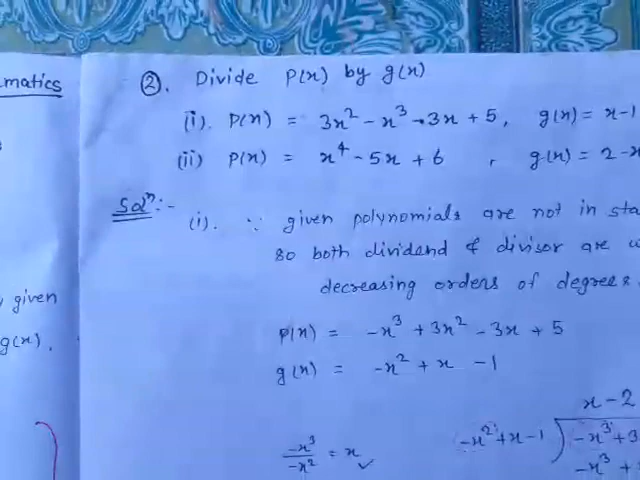 matics
②. Divide p(x) by g(x)
(i). p(x) = 3x² - x³ - 3x + 5, g(x) = x-1
(ii) p(x) = x⁴ - 5x + 6 , g(x) = 2-x
Solⁿ:- (i). ∵ given polynomials are not in sta
so both dividend & divisor are w
decreasing orders of degrees
given
g(x).
p(x) = -x³ + 3x² - 3x + 5
g(x) = -x² + x - 1
x - 2
-x²+x-1 ) -x³+3
-x³/-x² = x ✓
-x³ +